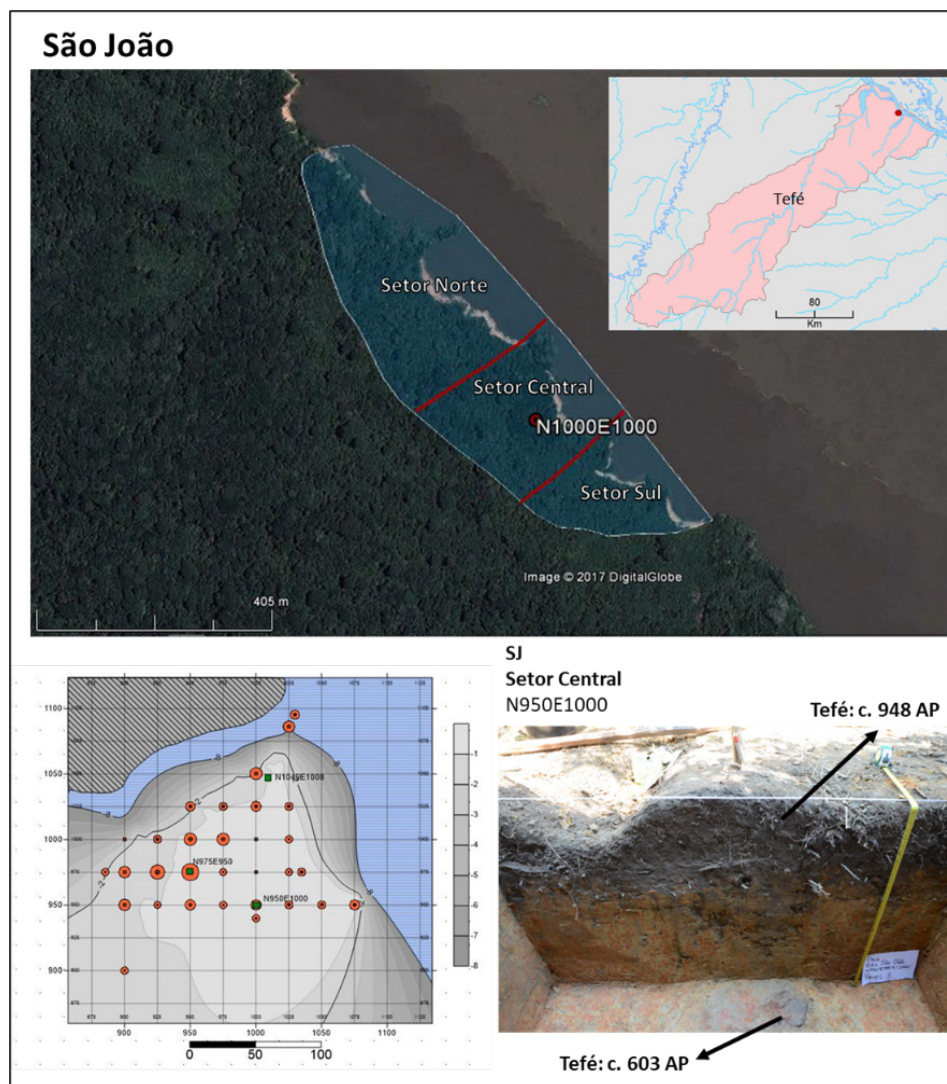 São João
Tefé
80
Km
Setor Norte
Setor Central
N1000E1000
Setor Sul
Image © 2017 DigitalGlobe
405 m
SJ
Setor Central
N950E1000
Tefé: c. 948 AP
Tefé: c. 603 AP
1100
1050
1000
950
900
N1049E1008
N975E950
N950E1000
-2
-1
-2
-3
-4
-5
-6
-7
-8
900
950
1000
1050
1100
0
50
100